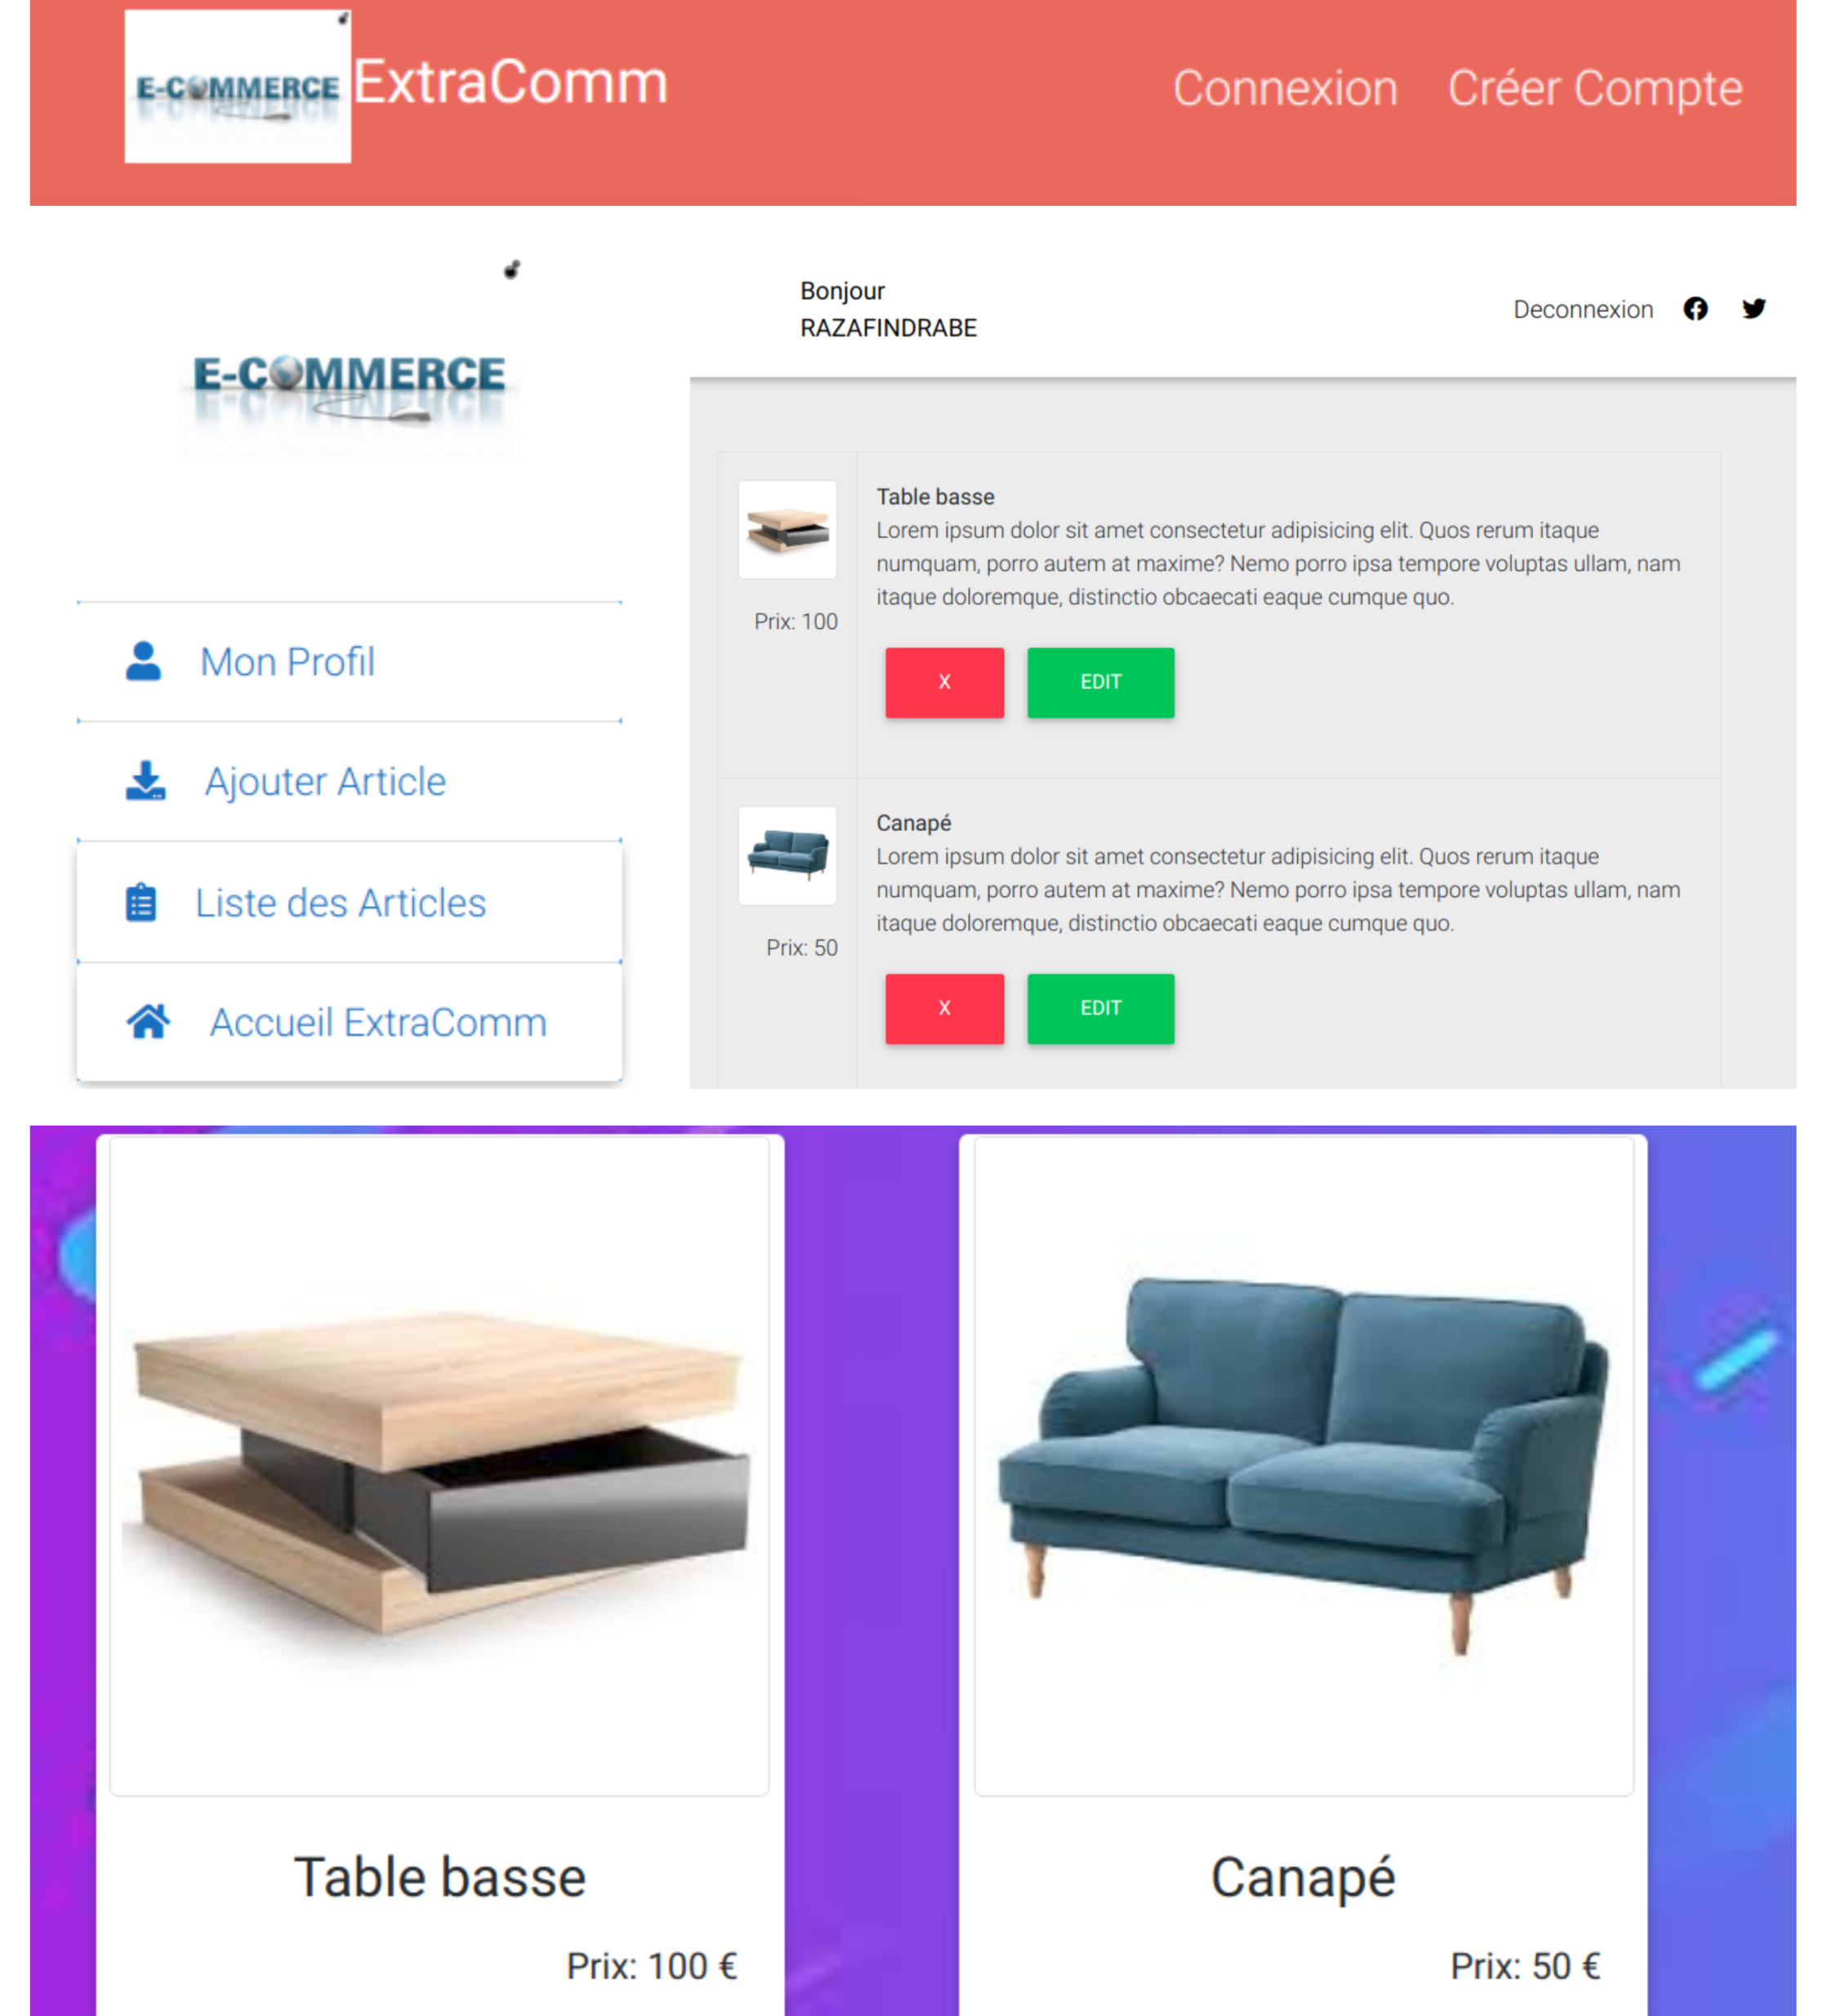 E-COMMERCE
ExtraComm
Connexion
Créer Compte
E-COMMERCE
Mon Profil
Ajouter Article
Liste des Articles
Accueil ExtraComm
Bonjour
RAZAFINDRABE
Deconnexion
Table basse
Lorem ipsum dolor sit amet consectetur adipisicing elit. Quos rerum itaque
numquam, porro autem at maxime? Nemo porro ipsa tempore voluptas ullam, nam
itaque doloremque, distinctio obcaecati eaque cumque quo.
Prix: 100
X
EDIT
Canapé
Lorem ipsum dolor sit amet consectetur adipisicing elit. Quos rerum itaque
numquam, porro autem at maxime? Nemo porro ipsa tempore voluptas ullam, nam
itaque doloremque, distinctio obcaecati eaque cumque quo.
Prix: 50
X
EDIT
Table basse
Prix: 100 €
Canapé
Prix: 50 €